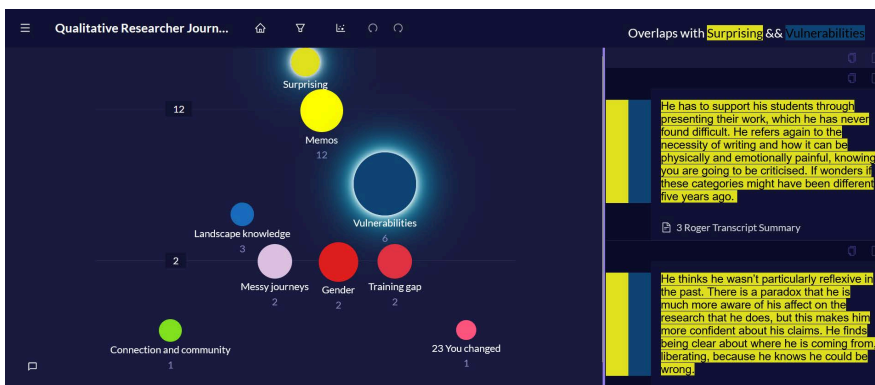 Qualitative Researcher Journ...
Overlaps with Surprising && Vulnerabilities
Surprising
12
Memos
12
Vulnerabilities
6
Landscape knowledge
3
2
Messy journeys
2
Gender
2
Training gap
2
Connection and community
1
23 You changed
1
He has to support his students through
presenting their work, which he has never
found difficult. He refers again to the
necessity of writing and how it can be
physically and emotionally painful, knowing
you are going to be criticised. If wonders if
these categories might have been different
five years ago.
3 Roger Transcript Summary
He thinks he wasn't particularly reflexive in
the past. There is a paradox that he is
much more aware of his affect on the
research that he does, but this makes him
more confident about his claims. He finds
being clear about where he is coming from,
liberating, because he knows he could be
wrong.